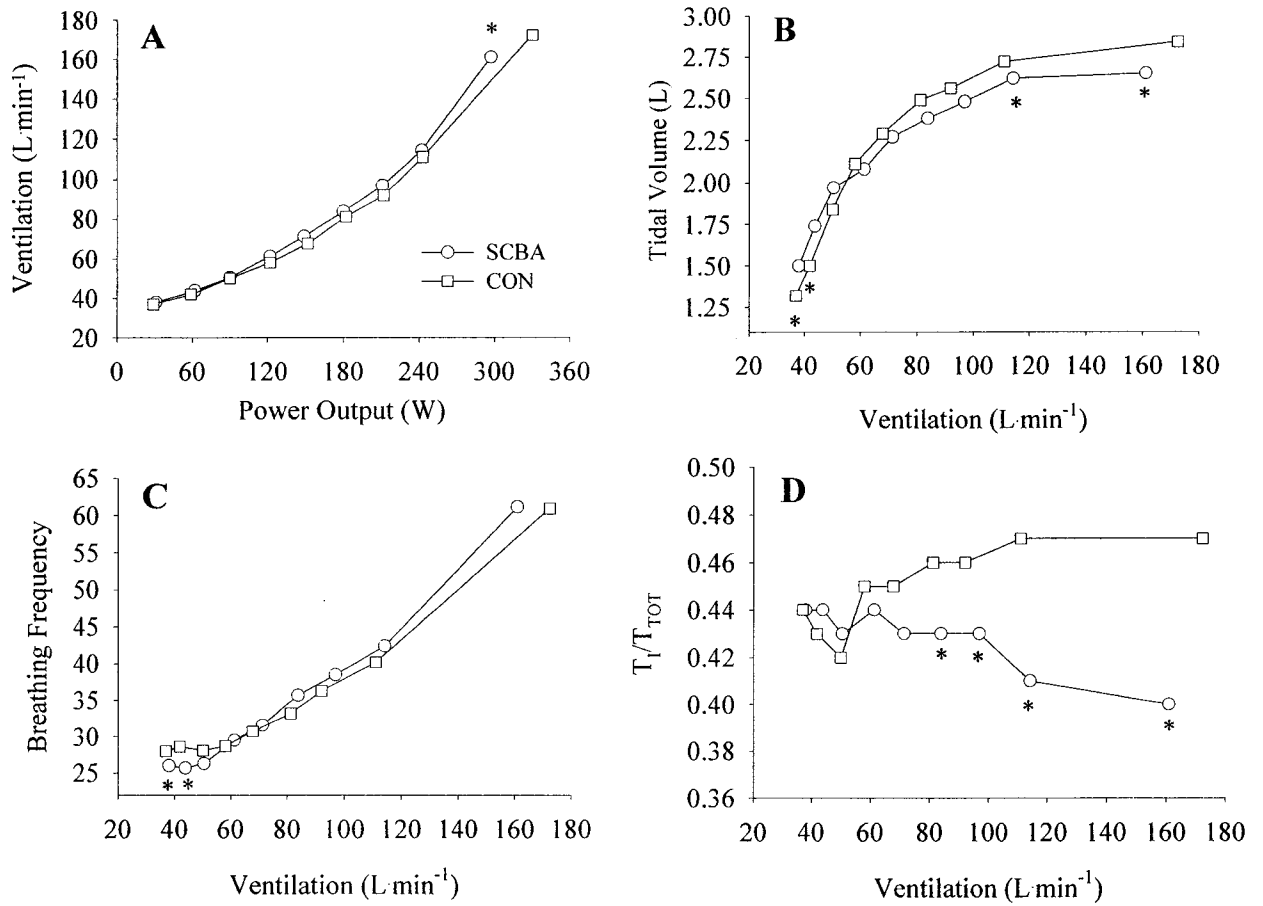 A
Ventilation (L·min-1)
180
160
140
120
100
80
60
40
20
*
SCBA
CON
0 60 120 180 240 300 360
Power Output (W)
B
Tidal Volume (L)
3.00
2.75
2.50
2.25
2.00
1.75
1.50
1.25
* *
*
*
20 40 60 80 100 120 140 160 180
Ventilation (L·min-1)
C
Breathing Frequency
65
60
55
50
45
40
35
30
25
* *
20 40 60 80 100 120 140 160 180
Ventilation (L·min-1)
D
TI/TTOT
0.50
0.48
0.46
0.44
0.42
0.40
0.38
0.36
* *
*
*
20 40 60 80 100 120 140 160 180
Ventilation (L·min-1)